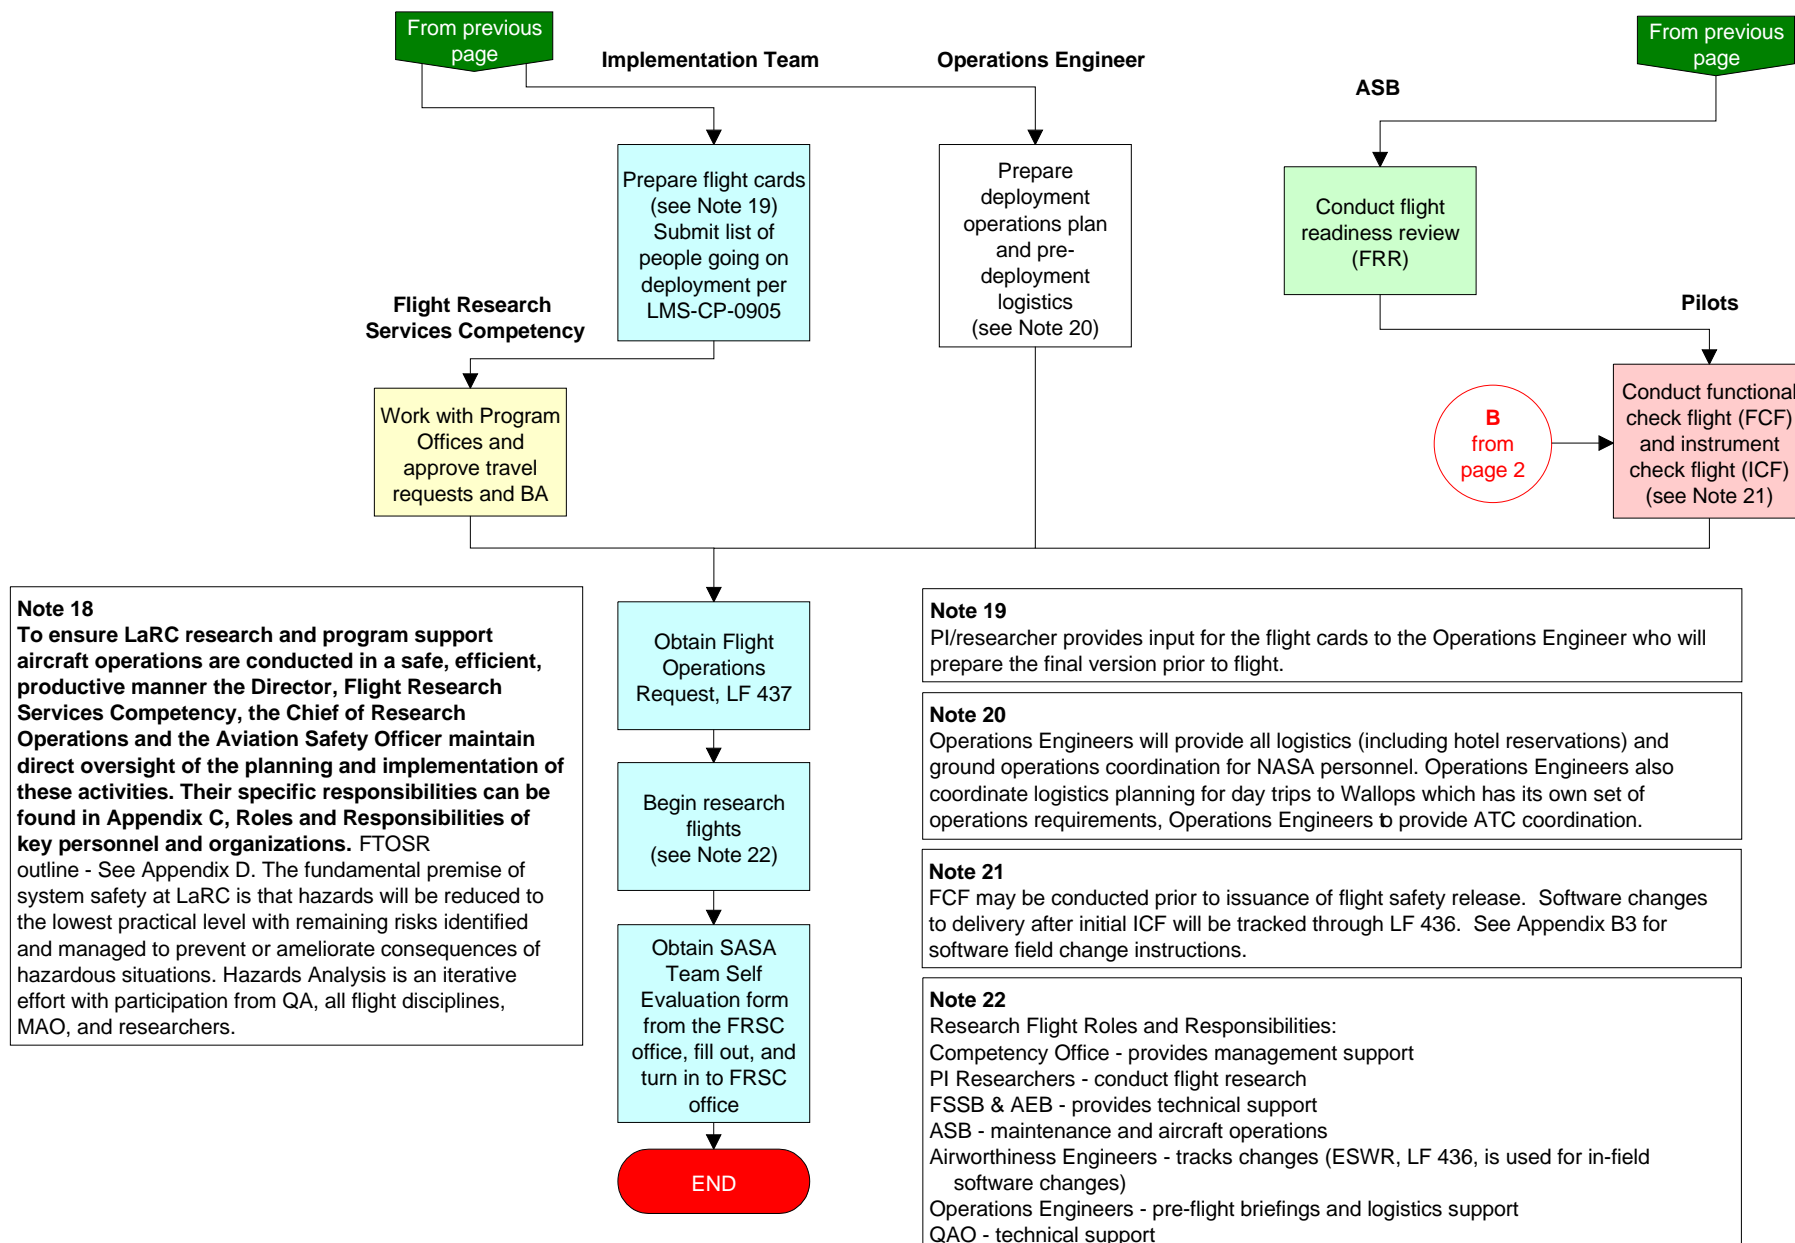 From previous
page
Implementation Team
Operations Engineer
From previous
page
ASB
Prepare flight cards
(see Note 19)
Submit list of
people going on
deployment per
LMS-CP-0905
Prepare
deployment
operations plan
and pre-
deployment
logistics
(see Note 20)
Conduct flight
readiness review
(FRR)
Flight Research
Services Competency
Pilots
Work with Program
Offices and
approve travel
requests and BA
B
from
page 2
Conduct functional
check flight (FCF)
and instrument
check flight (ICF)
(see Note 21)
Note 18
To ensure LaRC research and program support
aircraft operations are conducted in a safe, efficient,
productive manner the Director, Flight Research
Services Competency, the Chief of Research
Operations and the Aviation Safety Officer maintain
direct oversight of the planning and implementation of
these activities. Their specific responsibilities can be
found in Appendix C, Roles and Responsibilities of
key personnel and organizations. FTOSR
outline - See Appendix D. The fundamental premise of
system safety at LaRC is that hazards will be reduced to
the lowest practical level with remaining risks identified
and managed to prevent or ameliorate consequences of
hazardous situations. Hazards Analysis is an iterative
effort with participation from QA, all flight disciplines,
MAO, and researchers.
Obtain Flight
Operations
Request, LF 437
Begin research
flights
(see Note 22)
Obtain SASA
Team Self
Evaluation form
from the FRSC
office, fill out, and
turn in to FRSC
office
END
Note 19
PI/researcher provides input for the flight cards to the Operations Engineer who will
prepare the final version prior to flight.
Note 20
Operations Engineers will provide all logistics (including hotel reservations) and
ground operations coordination for NASA personnel. Operations Engineers also
coordinate logistics planning for day trips to Wallops which has its own set of
operations requirements, Operations Engineers to provide ATC coordination.
Note 21
FCF may be conducted prior to issuance of flight safety release. Software changes
to delivery after initial ICF will be tracked through LF 436. See Appendix B3 for
software field change instructions.
Note 22
Research Flight Roles and Responsibilities:
Competency Office - provides management support
PI Researchers - conduct flight research
FSSB & AEB - provides technical support
ASB - maintenance and aircraft operations
Airworthiness Engineers - tracks changes (ESWR, LF 436, is used for in-field
software changes)
Operations Engineers - pre-flight briefings and logistics support
QAO - technical support